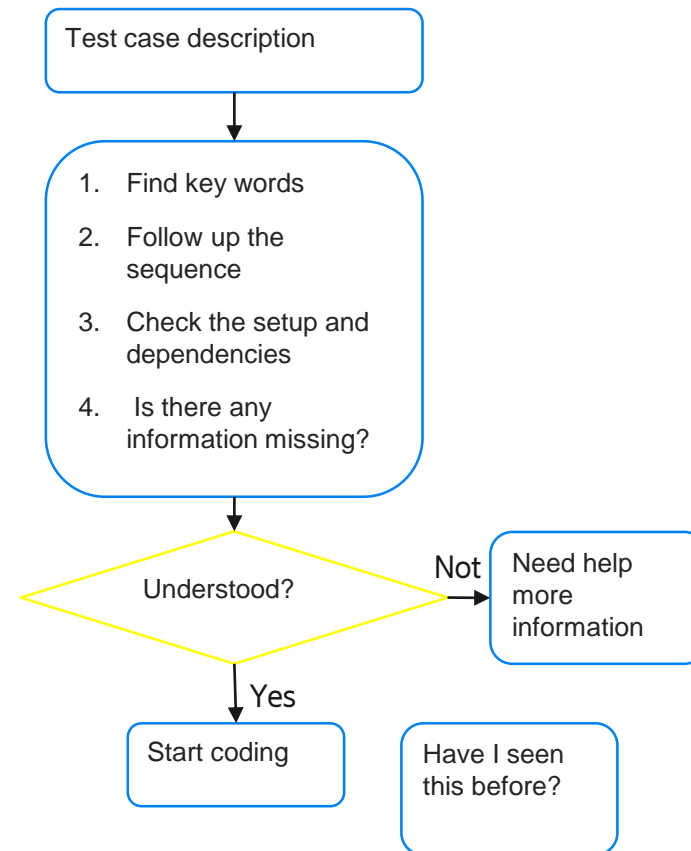 Test case description
1. Find key words
2. Follow up the
sequence
3. Check the setup and
dependencies
4. Is there any
information missing?
Understood?
Not
Need help
more
information
Yes
Start coding
Have I seen
this before?